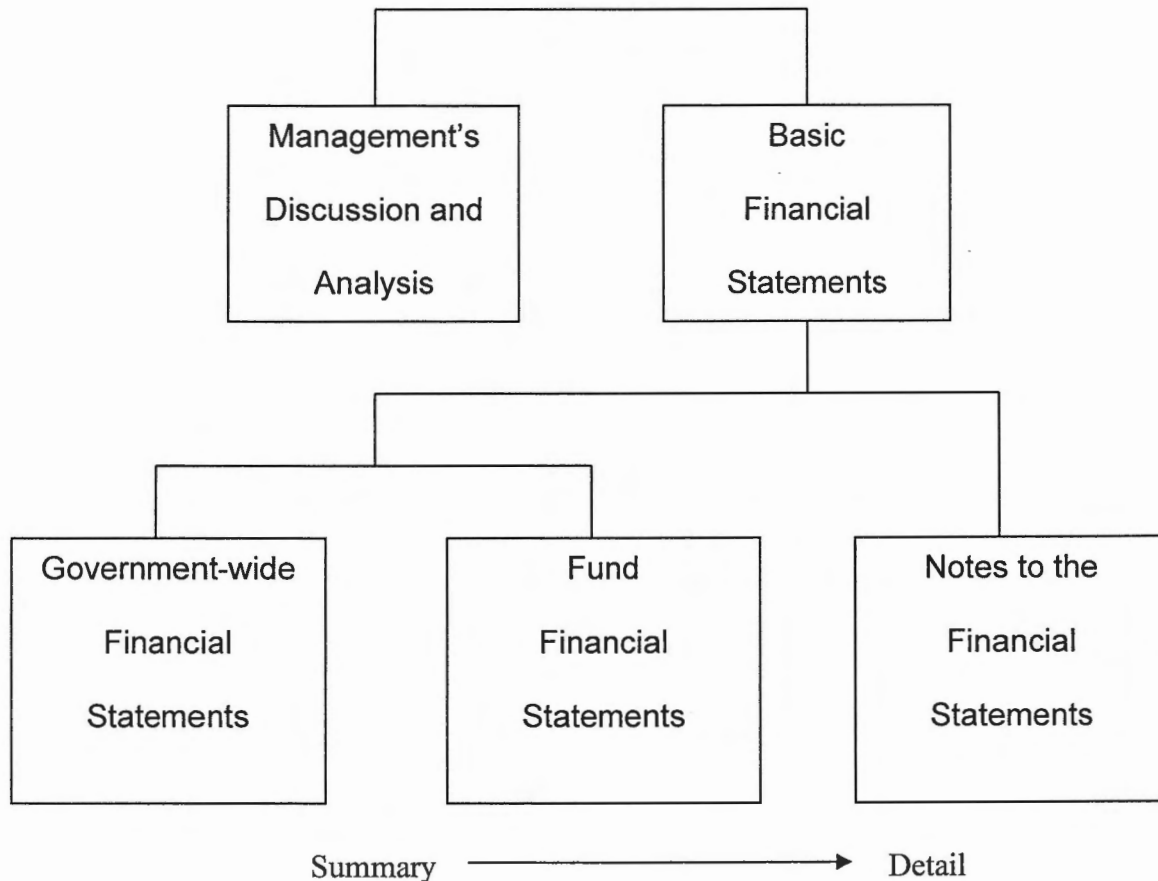 Management's
Discussion and
Analysis
Basic
Financial
Statements
Government-wide
Financial
Statements
Fund
Financial
Statements
Notes to the
Financial
Statements
Summary
Detail